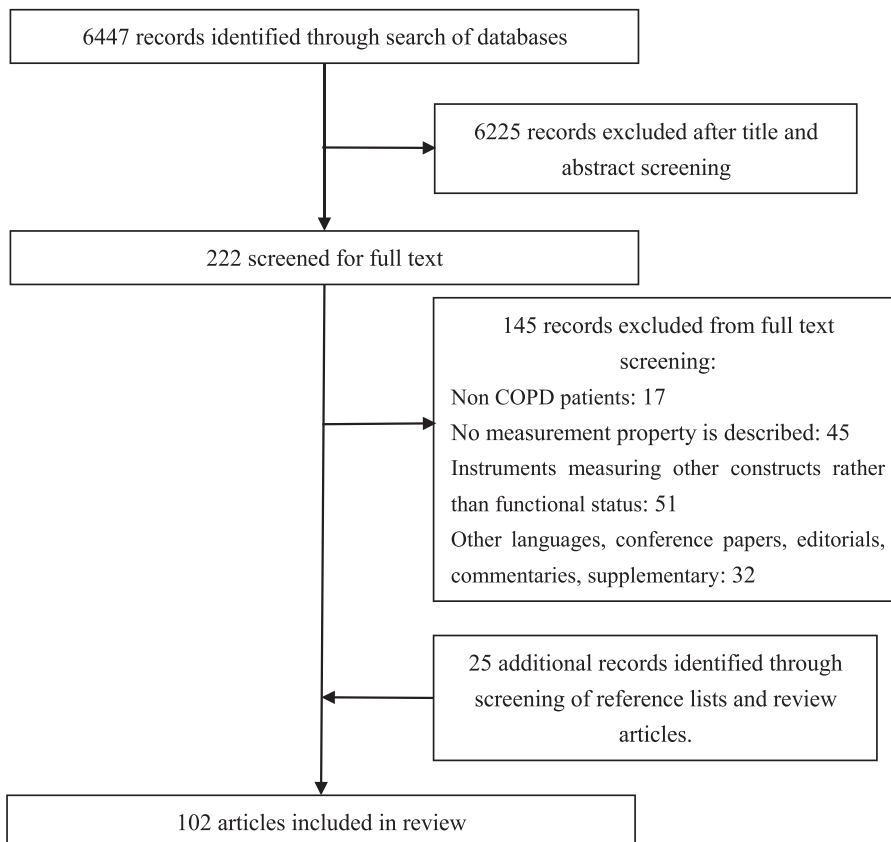 6447 records identified through search of databases
6225 records excluded after title and
abstract screening
222 screened for full text
145 records excluded from full text
screening:
Non COPD patients: 17
No measurement property is described: 45
Instruments measuring other constructs rather
than functional status: 51
Other languages, conference papers, editorials,
commentaries, supplementary: 32
25 additional records identified through
screening of reference lists and review
articles.
102 articles included in review